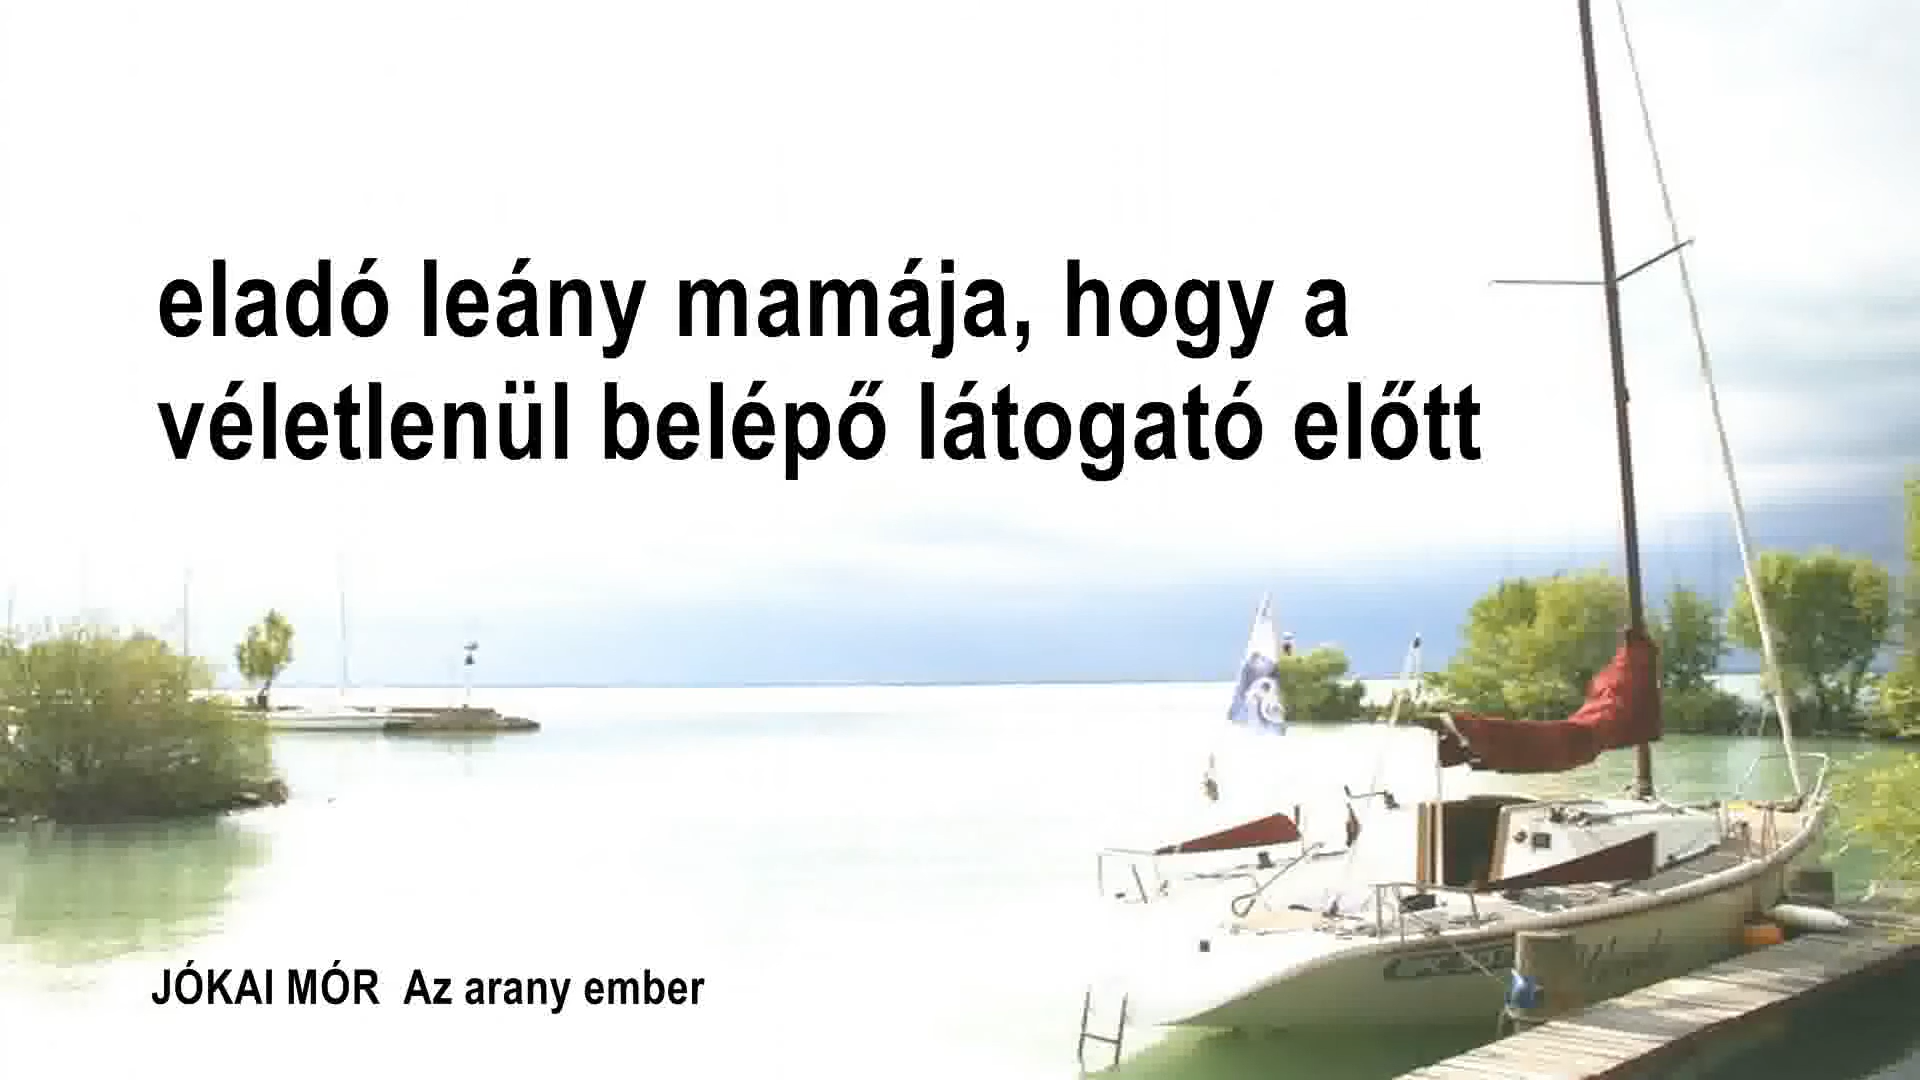 eladó leány mamája, hogy a
véletlenül belépő látogató előtt
JÓKAI MÓR Az arany ember